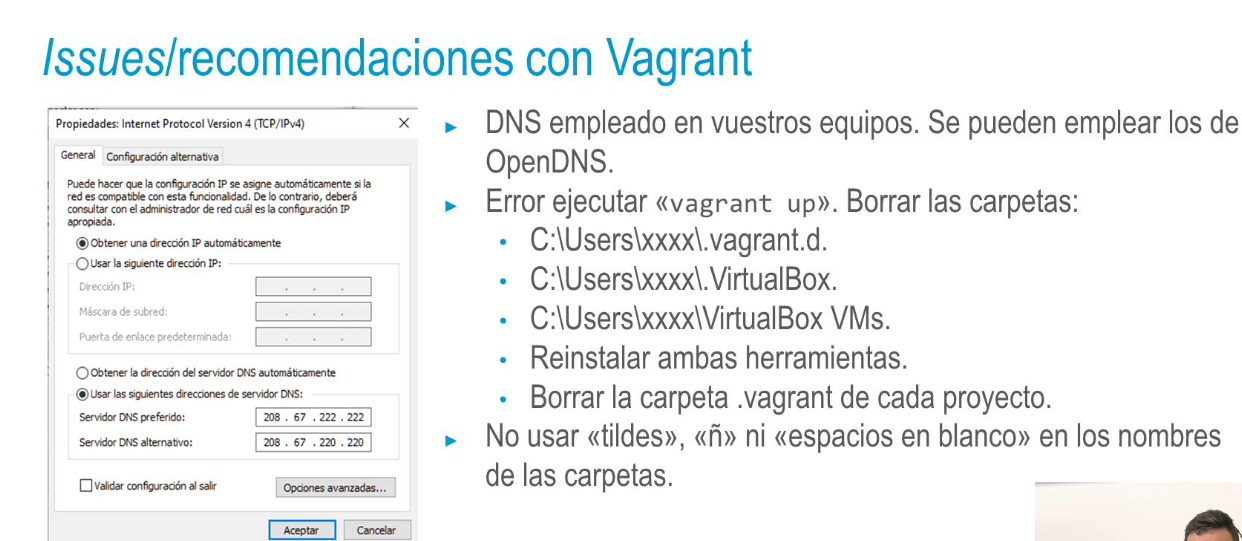 Issues/recomendaciones con Vagrant
Propiedades: Internet Protocol Version 4 (TCP/IPv4)
General Configuración alternativa
Puede hacer que la configuración IP se asigne automáticamente si la
red es compatible con esta funcionalidad. De lo contrario, deberá
consultar con el administrador de red cuál es la configuración IP
apropiada.
Obtener una dirección IP automáticamente
Usar la siguiente dirección IP:
Dirección IP:
Máscara de subred:
Puerta de enlace predeterminada:
Obtener la dirección del servidor DNS automáticamente
Usar las siguientes direcciones de servidor DNS:
Servidor DNS preferido: 208 . 67 . 222 . 222
Servidor DNS alternativo: 208 . 67 . 220 . 220
Validar configuración al salir Opciones avanzadas...
Aceptar Cancelar
► DNS empleado en vuestros equipos. Se pueden emplear los de
OpenDNS.
► Error ejecutar «vagrant up». Borrar las carpetas:
• C:\Users\xxxx\.vagrant.d.
• C:\Users\xxxx\.VirtualBox.
• C:\Users\xxxx\VirtualBox VMs.
• Reinstalar ambas herramientas.
• Borrar la carpeta .vagrant de cada proyecto.
► No usar «tildes», «ñ» ni «espacios en blanco» en los nombres
de las carpetas.